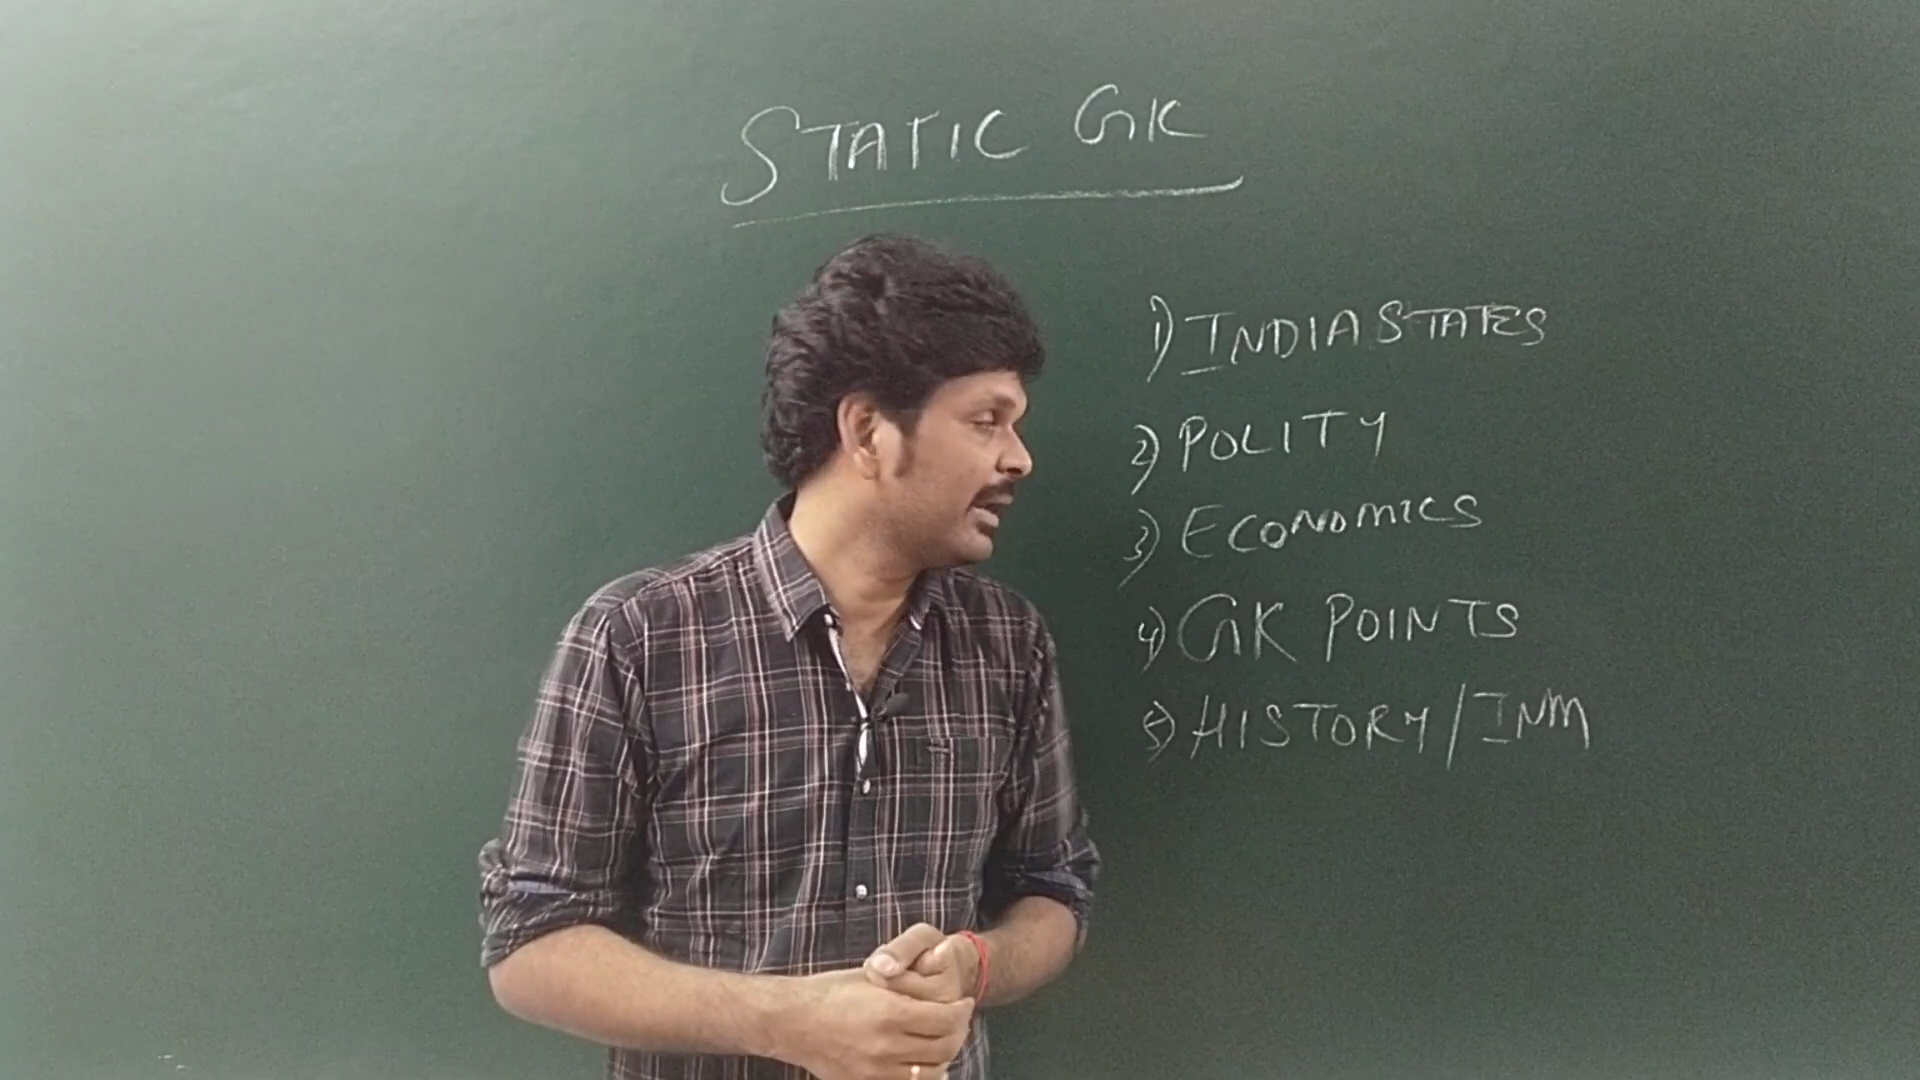 STATIC GK
1) INDIA STATES
2) POLITY
3) ECONOMICS
4) GK POINTS
5) HISTORY/INM